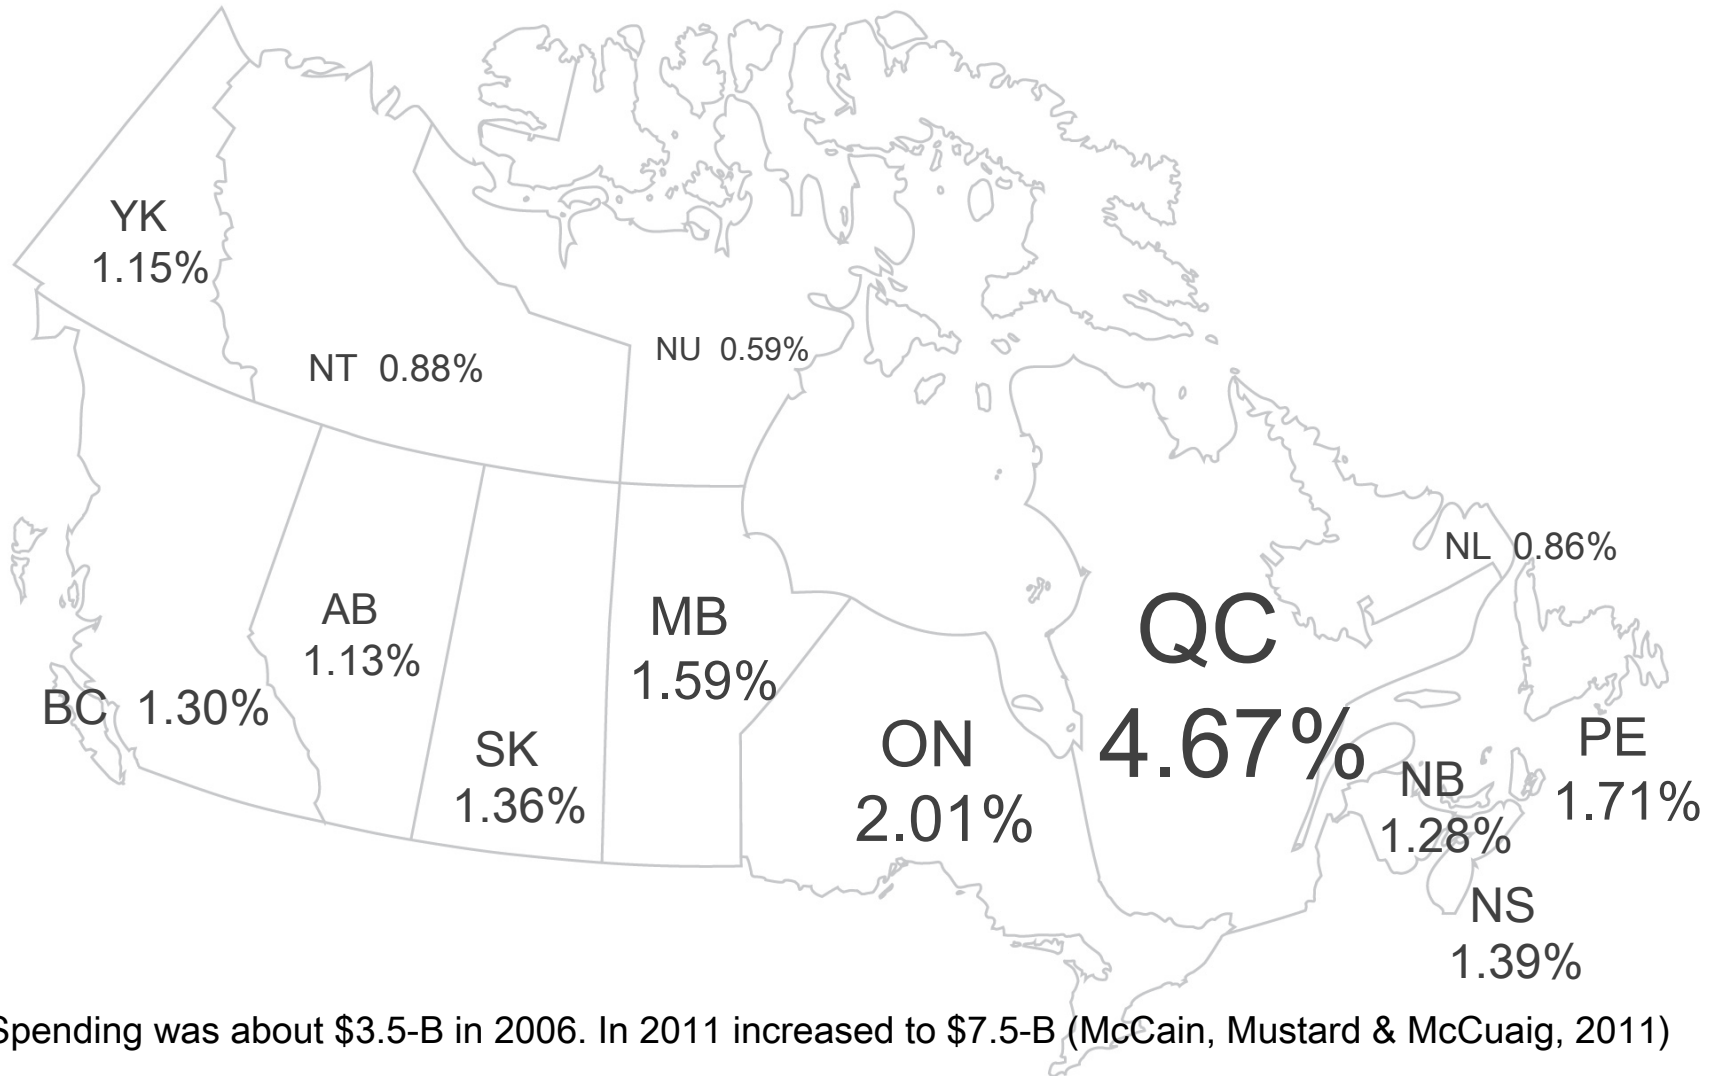 YK
1.15%
NT 0.88%
NU 0.59%
NL 0.86%
AB
1.13%
MB
1.59%
QC
4.67%
BC 1.30%
SK
1.36%
ON
2.01%
PE
1.71%
NB
1.28%
NS
1.39%
Spending was about $3.5-B in 2006. In 2011 increased to $7.5-B (McCain, Mustard & McCuaig, 2011)